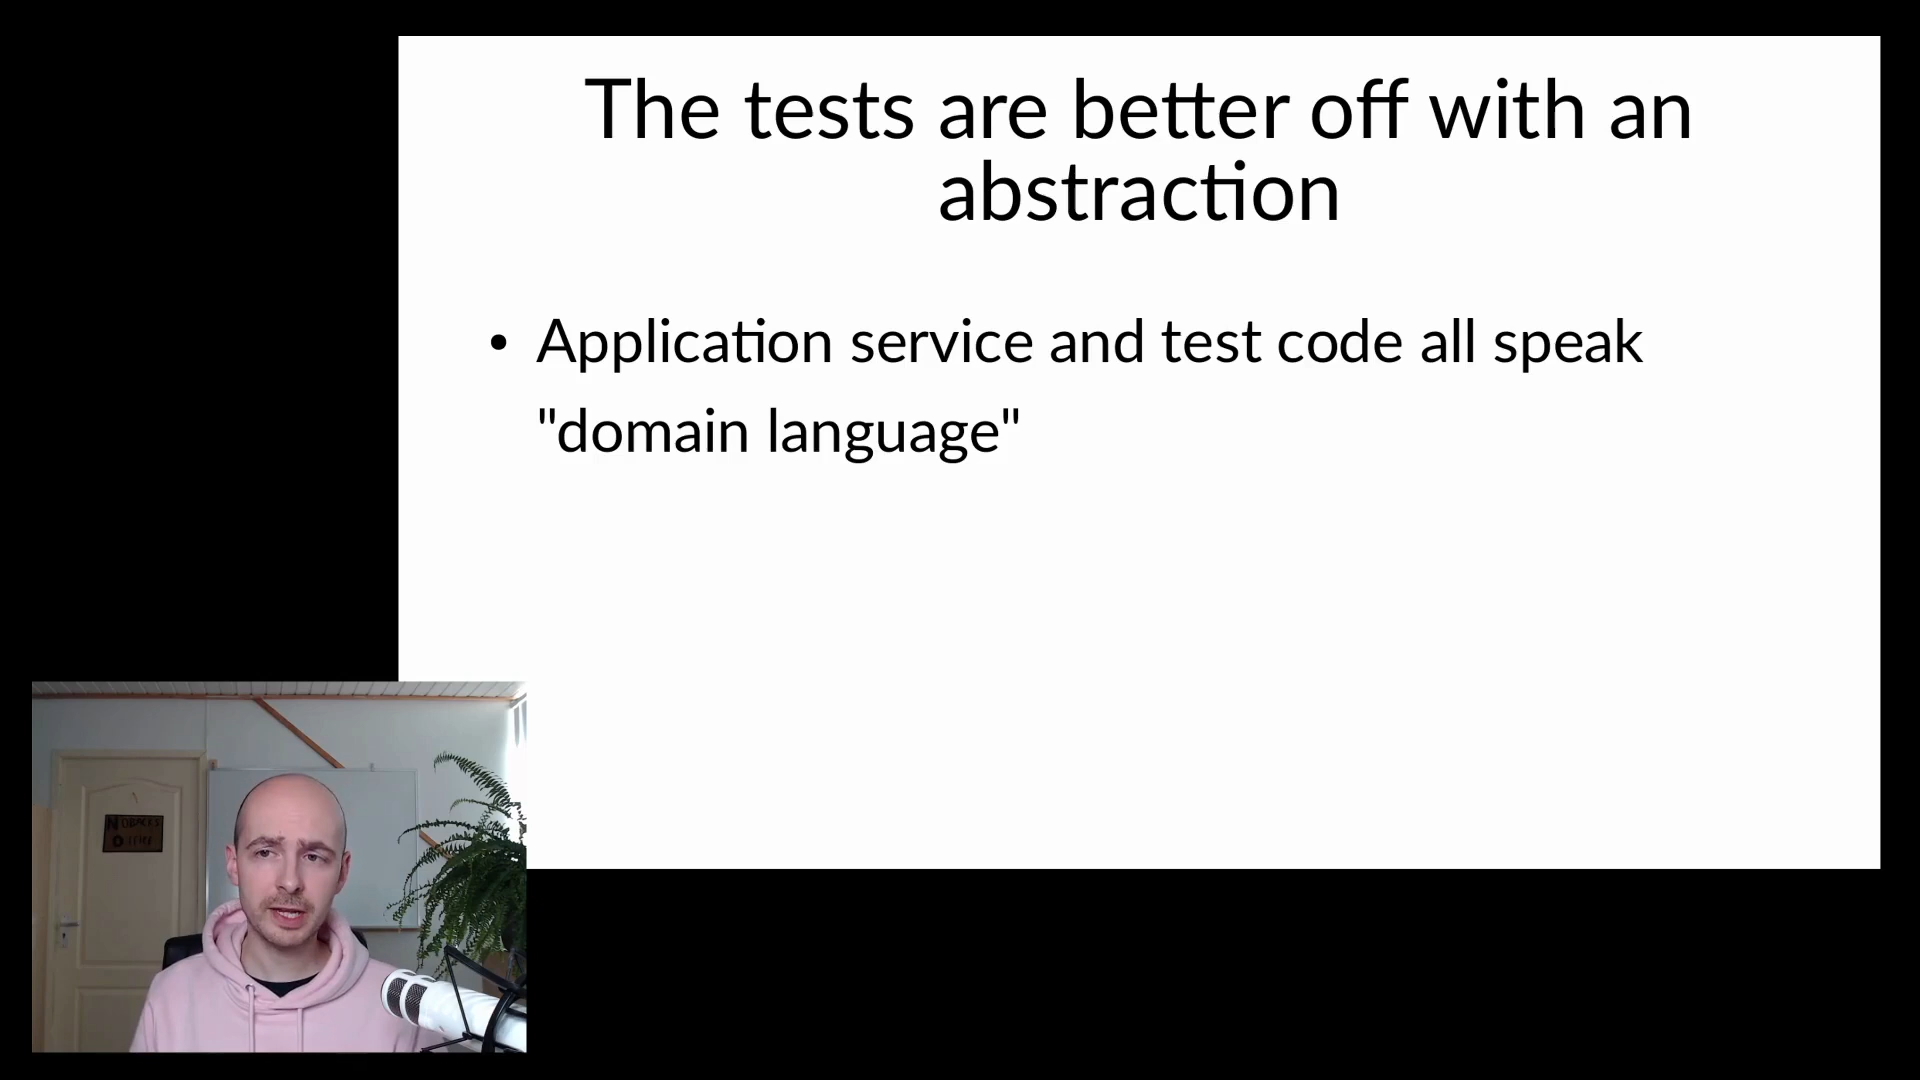 The tests are better off with an
abstraction
• Application service and test code all speak
"domain language"